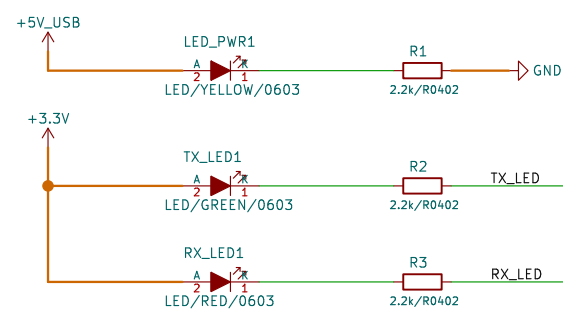 +5V_USB
LED_PWR1
R1
A K
2 1
GND
LED/YELLOW/0603
2.2k/R0402
+3.3V
TX_LED1
R2
A K
2 1
TX_LED
LED/GREEN/0603
2.2k/R0402
RX_LED1
R3
A K
2 1
RX_LED
LED/RED/0603
2.2k/R0402